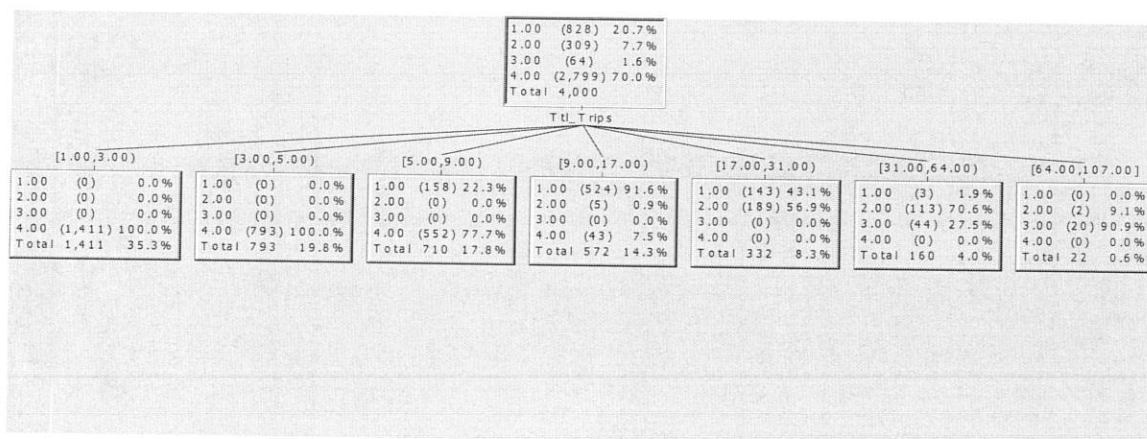 1.00 (828) 20.7%
2.00 (309) 7.7%
3.00 (64) 1.6%
4.00 (2,799) 70.0%
Total 4,000
Ttl_Trips
[1.00,3.00)
1.00 (0) 0.0%
2.00 (0) 0.0%
3.00 (0) 0.0%
4.00 (1,411) 100.0%
Total 1,411 35.3%
[3.00,5.00)
1.00 (0) 0.0%
2.00 (0) 0.0%
3.00 (0) 0.0%
4.00 (793) 100.0%
Total 793 19.8%
[5.00,9.00)
1.00 (158) 22.3%
2.00 (0) 0.0%
3.00 (0) 0.0%
4.00 (552) 77.7%
Total 710 17.8%
[9.00,17.00)
1.00 (524) 91.6%
2.00 (5) 0.9%
3.00 (0) 0.0%
4.00 (43) 7.5%
Total 572 14.3%
[17.00,31.00)
1.00 (143) 43.1%
2.00 (189) 56.9%
3.00 (0) 0.0%
4.00 (0) 0.0%
Total 332 8.3%
[31.00,64.00)
1.00 (3) 1.9%
2.00 (113) 70.6%
3.00 (44) 27.5%
4.00 (0) 0.0%
Total 160 4.0%
[64.00,107.00]
1.00 (0) 0.0%
2.00 (2) 9.1%
3.00 (20) 90.9%
4.00 (0) 0.0%
Total 22 0.6%